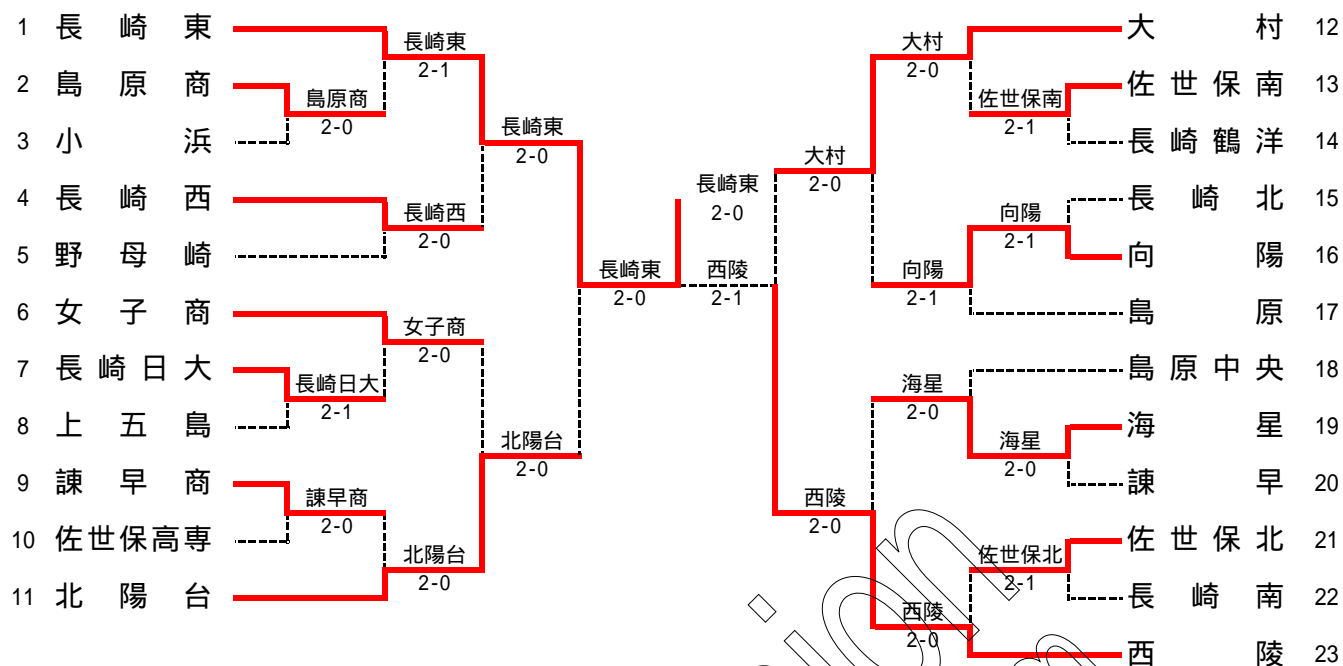 1 長崎東
2 島原商
3 小浜
4 長崎西
5 野母崎
6 女子商
7 長崎日大
8 上五島
9 諌早商
10 佐世保高専
11 北陽台
島原商
2-0
長崎日大
2-1
諌早商
2-0
長崎東
2-1
長崎西
2-0
女子商
2-0
北陽台
2-0
長崎東
2-0
北陽台
2-0
長崎東
2-0
長崎東
2-0
西陵
2-1
大村
2-0
西陵
2-0
大村
2-0
向陽
2-1
海星
2-0
西陵
2-0
佐世保南
2-1
向陽
2-1
海星
2-0
佐世保北
2-1
大村 12
佐世保南 13
長崎鶴洋 14
長崎北 15
向陽 16
島原 17
島原中央 18
海星 19
諌早 20
佐世保北 21
長崎南 22
西陵 23